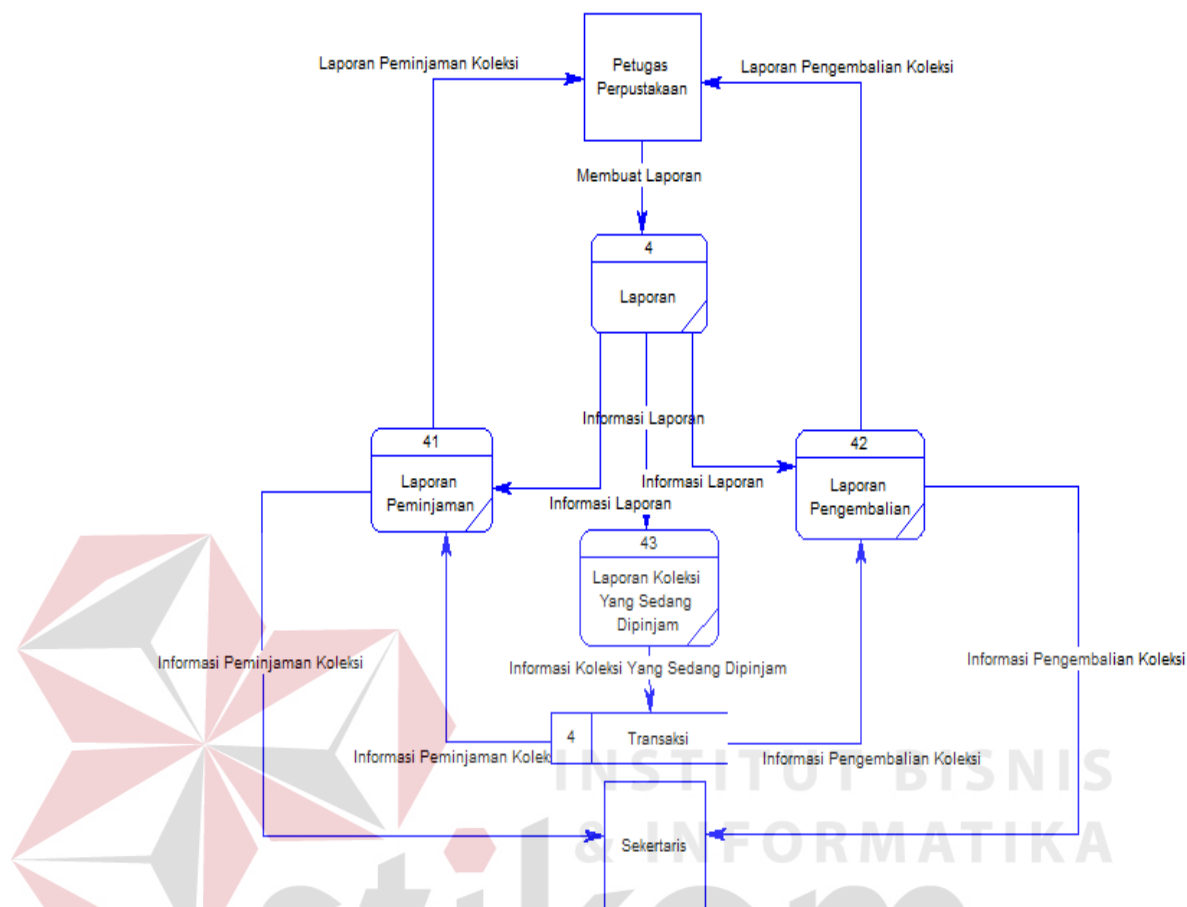 Laporan Peminjaman Koleksi
Petugas
Perpustakaan
Laporan Pengembalian Koleksi
Membuat Laporan
4
Laporan
Informasi Laporan
41
Laporan
Peminjaman
42
Laporan
Pengembalian
Informasi Laporan
Informasi Laporan
43
Laporan Koleksi
Yang Sedang
Dipinjam
Informasi Peminjaman Koleksi
Informasi Koleksi Yang Sedang Dipinjam
Informasi Pengembalian Koleksi
4
Transaksi
Informasi Peminjaman Kolek
Informasi Pengembalian Koleksi
INSTITUT BISNIS
& INFORMATIKA
Sekertaris
stikom